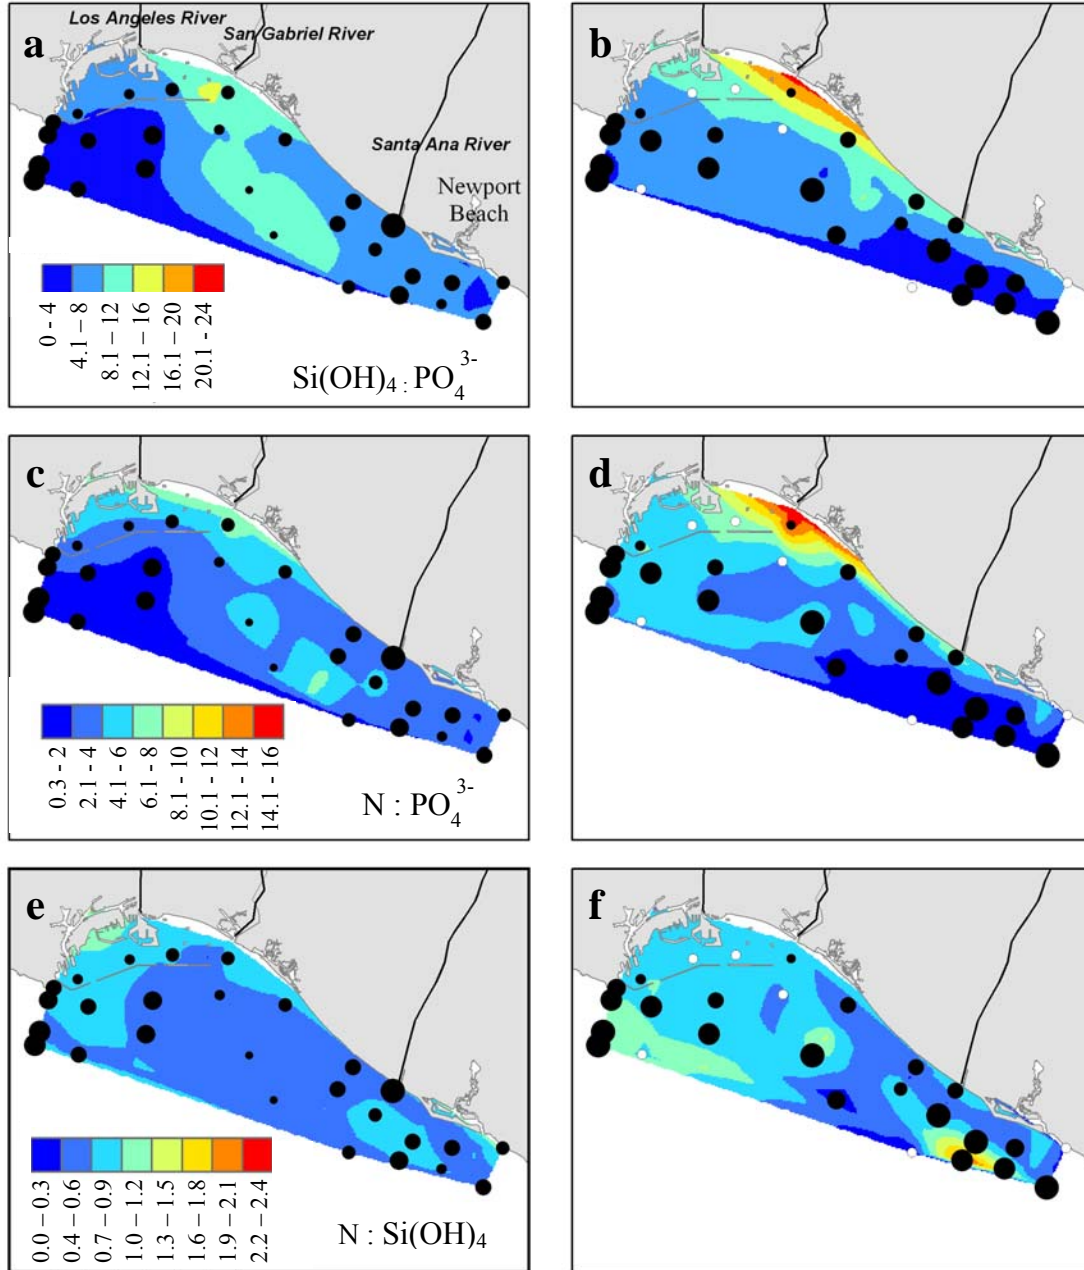 a
Los Angeles River
San Gabriel River
Santa Ana River
Newport
Beach
0 - 4
4.1 – 8
8.1 – 12
12.1 – 16
16.1 – 20
20.1 - 24
Si(OH)4 : PO4 3-
b
c
0.3 - 2
2.1 - 4
4.1 - 6
6.1 - 8
8.1 - 10
10.1 - 12
12.1 - 14
14.1 - 16
N : PO4 3-
d
e
0.0 – 0.3
0.4 – 0.6
0.7 – 0.9
1.0 – 1.2
1.3 – 1.5
1.6 – 1.8
1.9 – 2.1
2.2 – 2.4
N : Si(OH)4
f